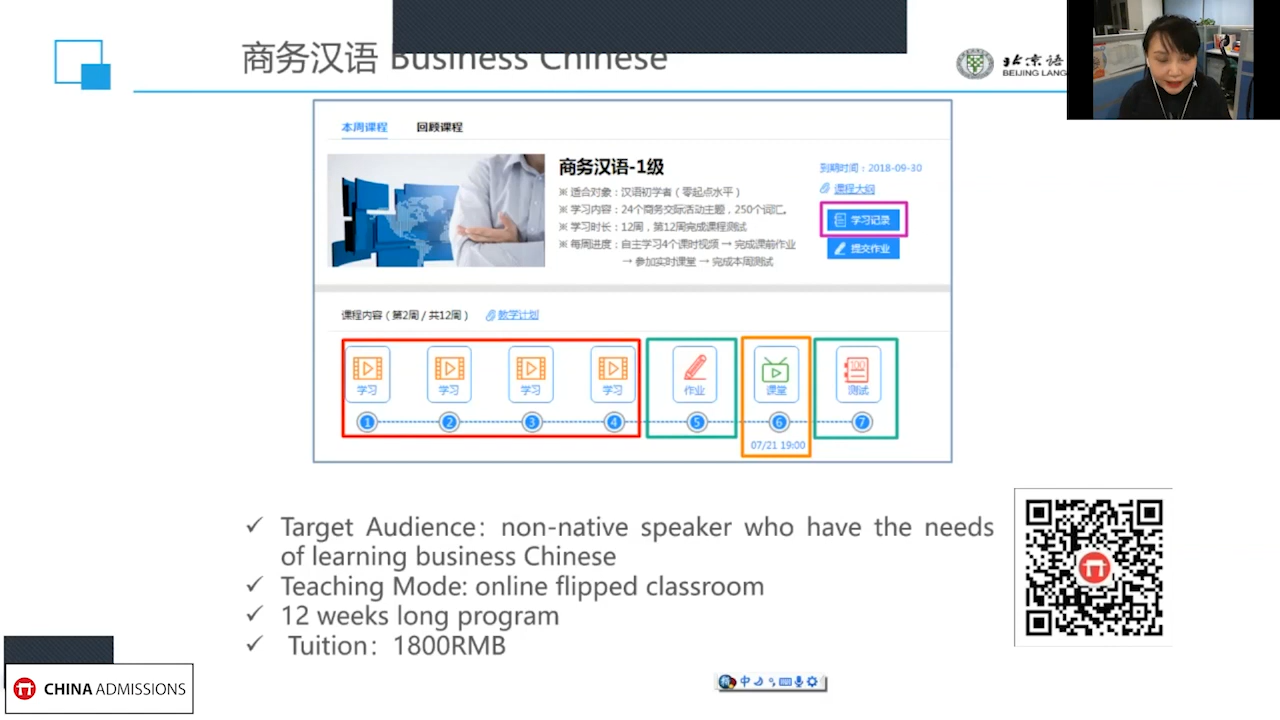 商务汉语 Business Chinese
北京语
BEIJING LANG
本周课程 回顾课程
商务汉语-1级
※ 适合对象：汉语初学者（零起点水平）
※ 学习内容：24个商务交际活动主题，250个词汇。
※ 学习时长：12周，第12周完成课程测试
※ 每周进度：自主学习4个课时视频 → 完成课前作业
→ 参加实时课堂 → 完成本周测试
到期时间：2018-09-30
课程大纲
学习记录
提交作业
课程内容（第2周 / 共12周） 教学计划
学习 学习 学习 学习 作业 课堂 100 测试
1 2 3 4 5 6 7
07/21 19:00
✓ Target Audience：non-native speaker who have the needs
of learning business Chinese
✓ Teaching Mode: online flipped classroom
✓ 12 weeks long program
✓ Tuition：1800RMB
CHINA ADMISSIONS
中